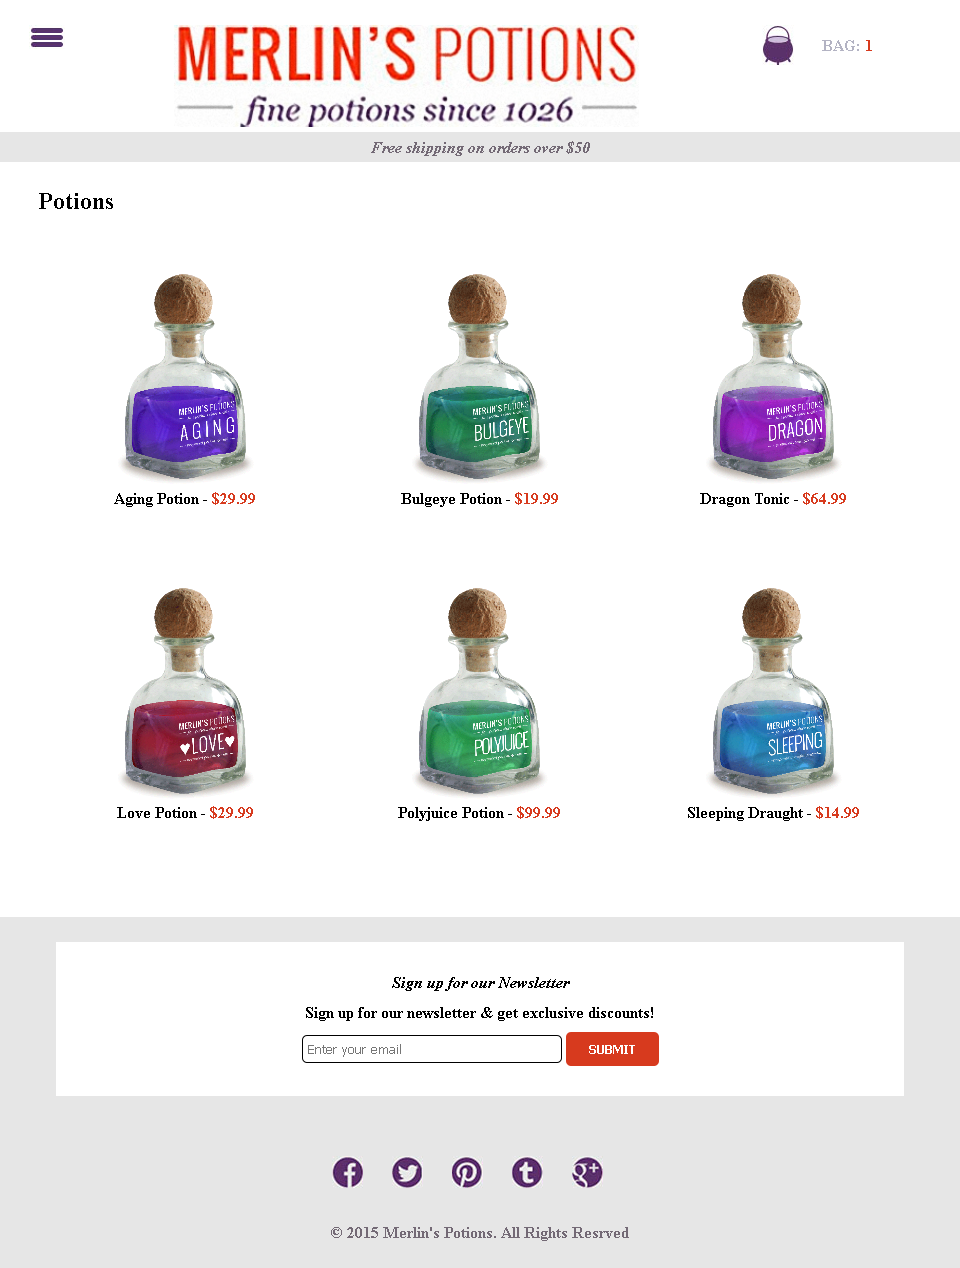 MERLIN'S POTIONS
fine potions since 1026
BAG: 1
Free shipping on orders over $50
Potions
MERLIN'S POTIONS
AGING
MERLIN'S POTIONS
BULGEYE
MERLIN'S POTIONS
DRAGON
Aging Potion - $29.99
Bulgeye Potion - $19.99
Dragon Tonic - $64.99
MERLIN'S POTIONS
♥LOVE♥
MERLIN'S POTIONS
POLYJUICE
MERLIN'S POTIONS
SLEEPING
Love Potion - $29.99
Polyjuice Potion - $99.99
Sleeping Draught - $14.99
Sign up for our Newsletter
Sign up for our newsletter & get exclusive discounts!
Enter your email
SUBMIT
© 2015 Merlin's Potions. All Rights Resrved